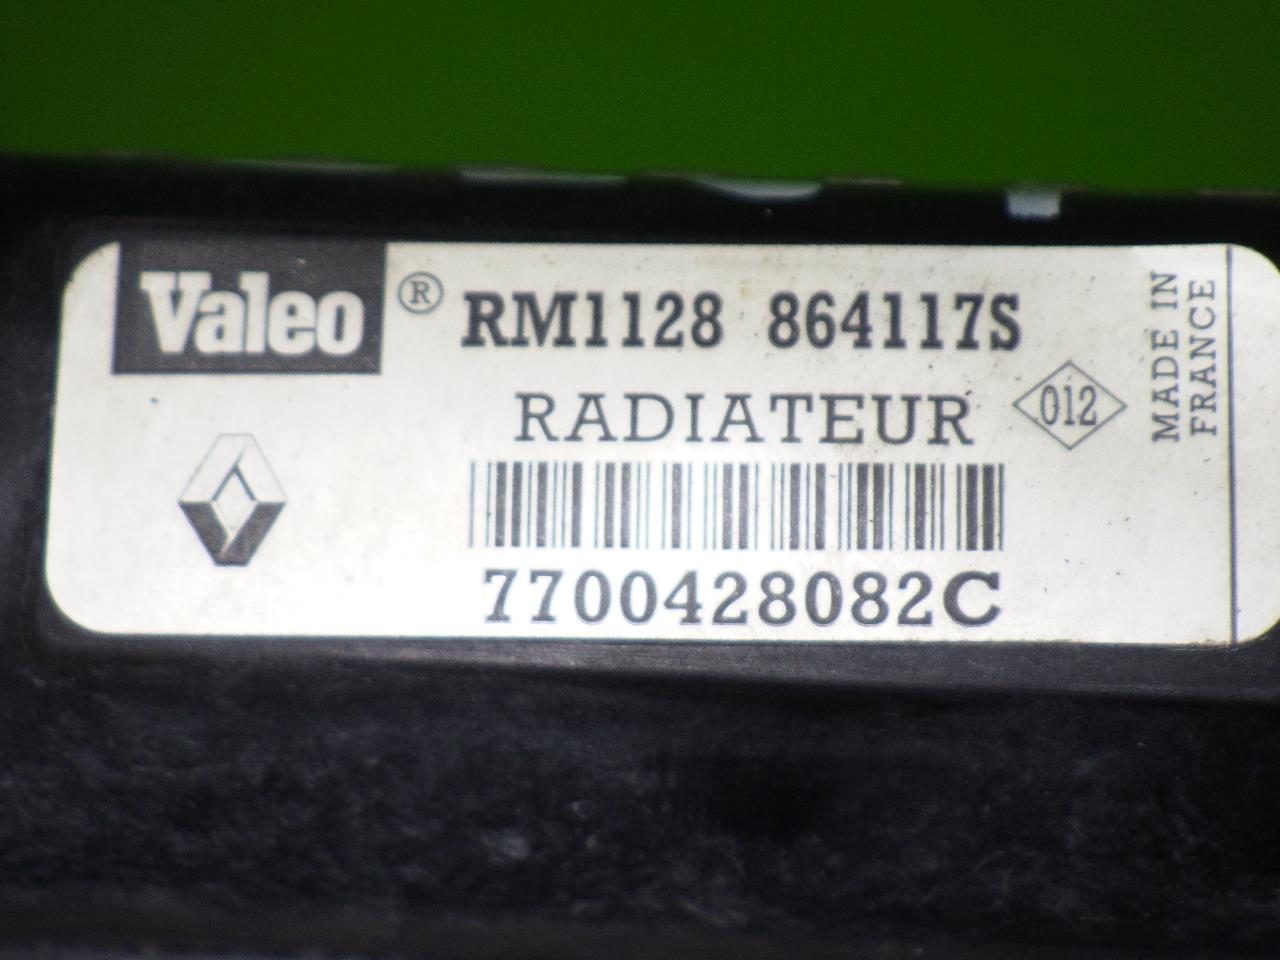 Valeo ® RM1128 864117S
RADIATEUR
012
MADE IN
FRANCE
7700428082C